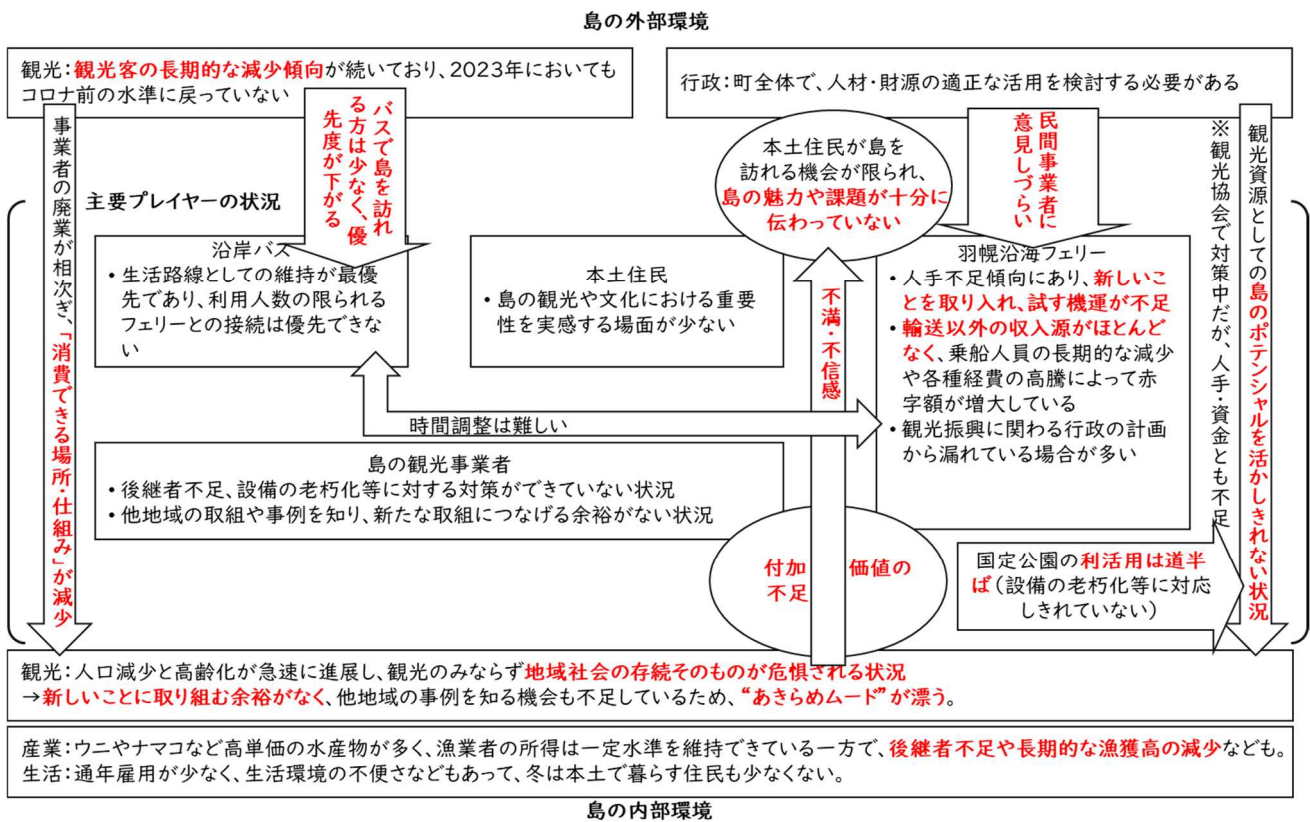 島の外部環境
観光：観光客の長期的な減少傾向が続いており、2023年においても
コロナ前の水準に戻っていない
行政：町全体で、人材・財源の適正な活用を検討する必要がある
事業者の廃業が相次ぎ、「消費できる場所・仕組み」が減少
バスで島を訪れ
る方は少なく、優
先度が下がる
本土住民が島を
訪れる機会が限られ、
島の魅力や課題が十分に
伝わっていない
民間事業者に
意見しづらい
観光資源としての島のポテンシャルを活かしきれない状況
※観光協会で対策中だが、人手・資金とも不足
主要プレイヤーの状況
沿岸バス
• 生活路線としての維持が最優
先であり、利用人数の限られる
フェリーとの接続は優先できな
い
本土住民
• 島の観光や文化における重要
性を実感する場面が少ない
不満・不信感
羽幌沿海フェリー
• 人手不足傾向にあり、新しいこ
とを取り入れ、試す機運が不足
• 輸送以外の収入源がほとんど
なく、乗船人員の長期的な減少
や各種経費の高騰によって赤
字額が増大している
• 観光振興に関わる行政の計画
から漏れている場合が多い
時間調整は難しい
島の観光事業者
• 後継者不足、設備の老朽化等に対する対策ができていない状況
• 他地域の取組や事例を知り、新たな取組につなげる余裕がない状況
付加価値の
不足
国定公園の利活用は道半
ば（設備の老朽化等に対応
しきれていない）
観光：人口減少と高齢化が急速に進展し、観光のみならず地域社会の存続そのものが危惧される状況
→新しいことに取り組む余裕がなく、他地域の事例を知る機会も不足しているため、“あきらめムード”が漂う。
産業：ウニやナマコなど高単価の水産物が多く、漁業者の所得は一定水準を維持できている一方で、後継者不足や長期的な漁獲高の減少なども。
生活：通年雇用が少なく、生活環境の不便さなどもあって、冬は本土で暮らす住民も少なくない。
島の内部環境